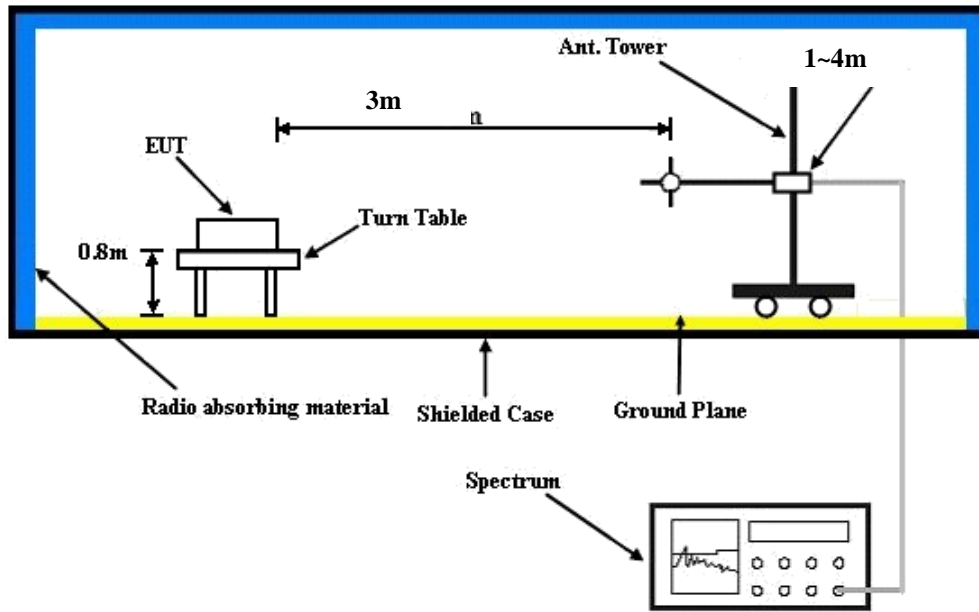 Ant. Tower
1~4m
3m
n
EUT
Turn Table
0.8m
Radio absorbing material
Shielded Case
Ground Plane
Spectrum